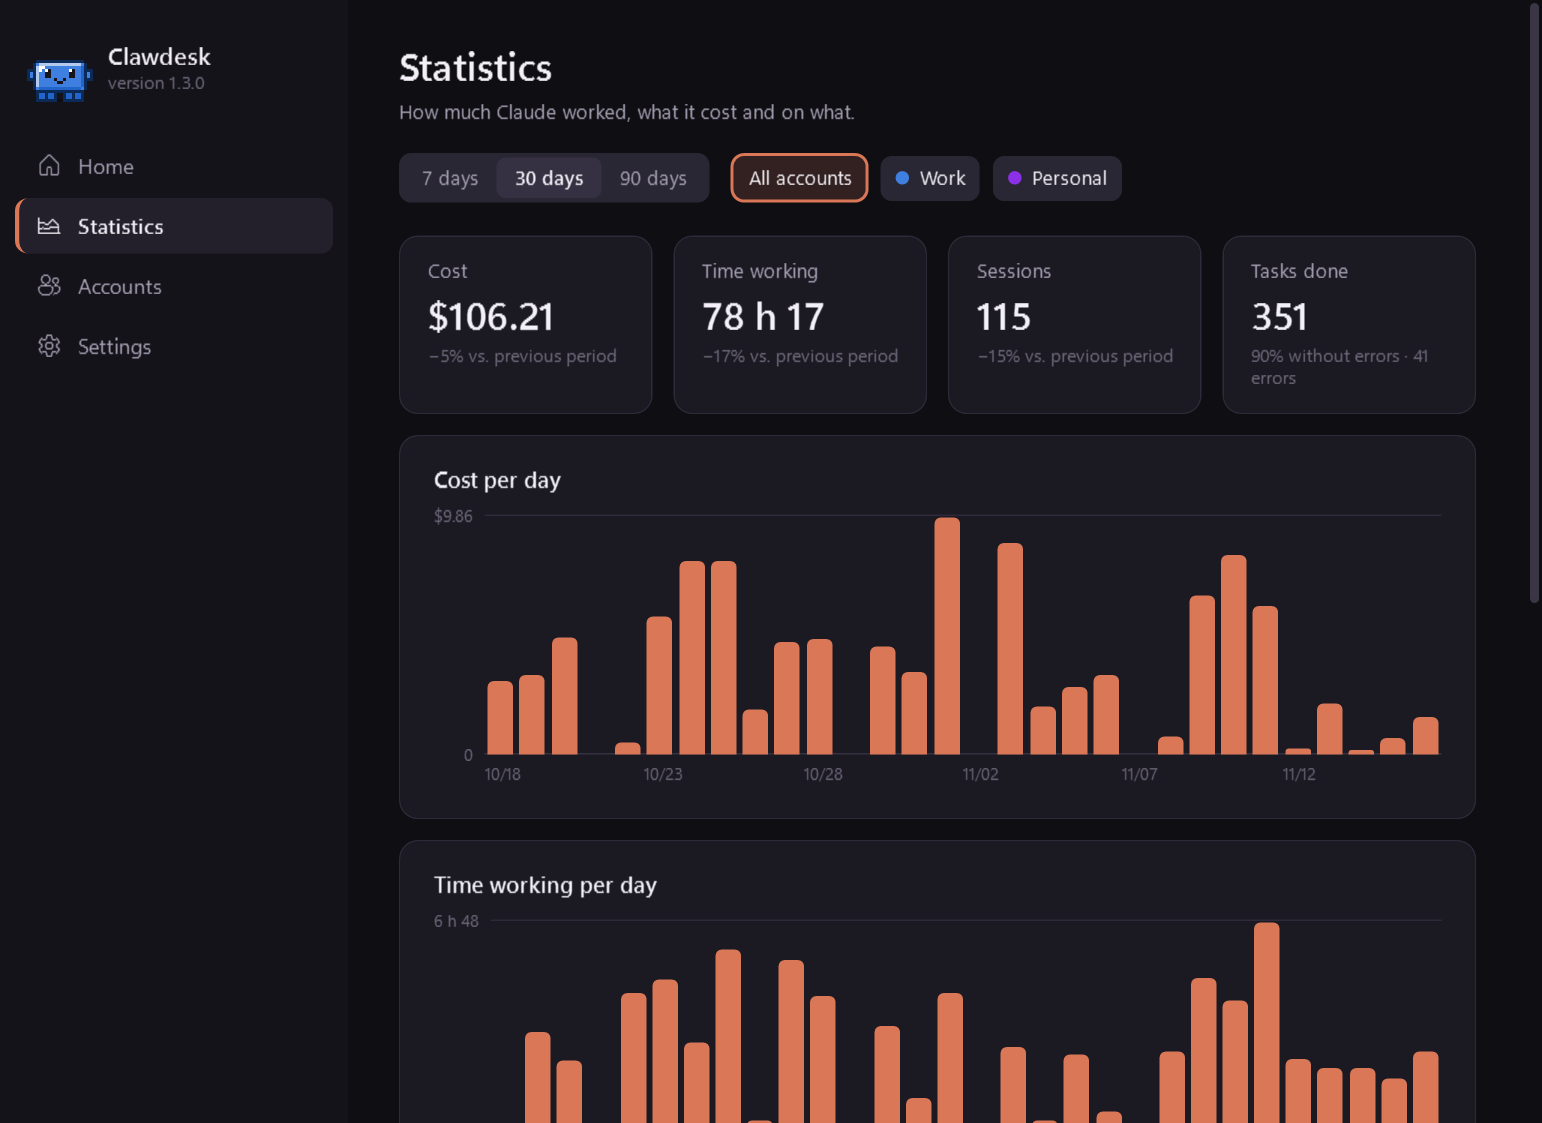 Clawdesk
version 1.3.0
Home
Statistics
Accounts
Settings
Statistics
How much Claude worked, what it cost and on what.
7 days 30 days 90 days All accounts Work Personal
Cost
$106.21
−5% vs. previous period
Time working
78 h 17
−17% vs. previous period
Sessions
115
−15% vs. previous period
Tasks done
351
90% without errors · 41
errors
Cost per day
$9.86
0
10/18 10/23 10/28 11/02 11/07 11/12
Time working per day
6 h 48